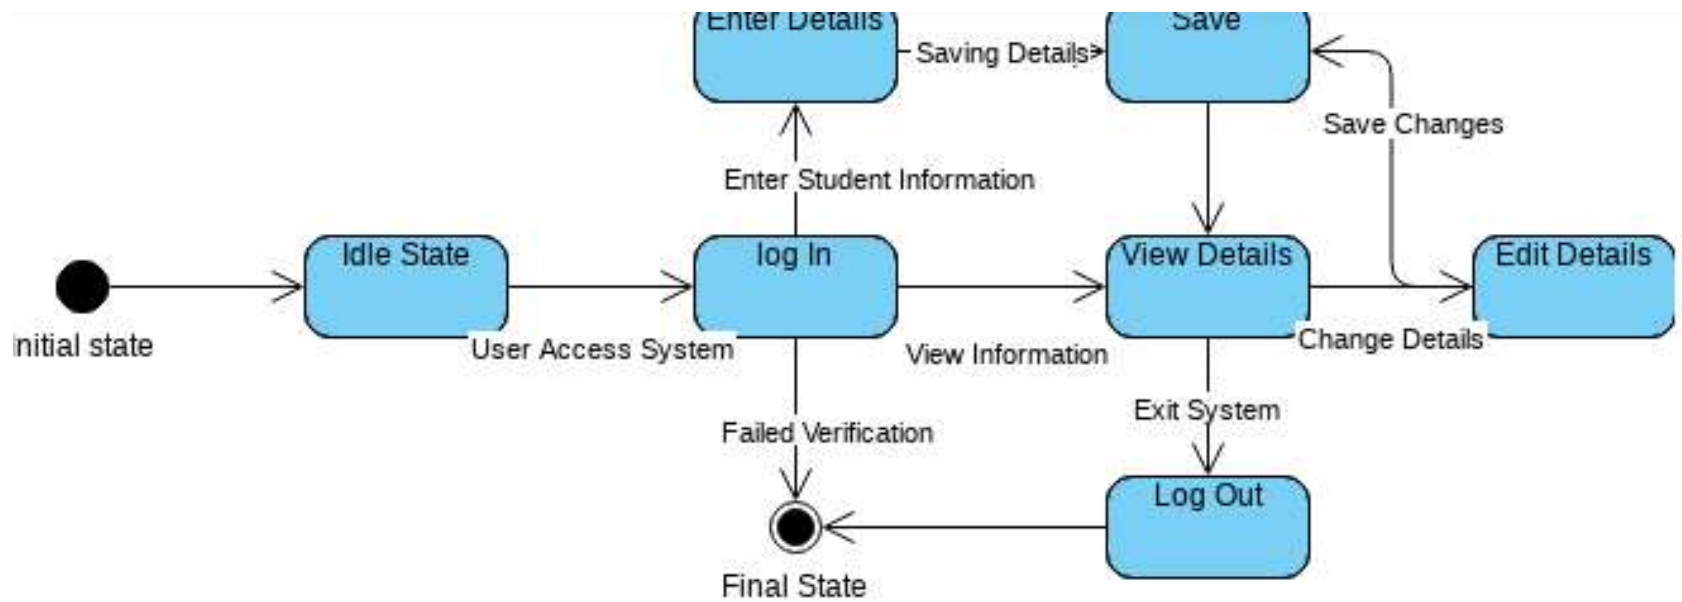 Enter Details
Save
Saving Details
Save Changes
Enter Student Information
Idle State
log In
View Details
Edit Details
Initial state
User Access System
View Information
Change Details
Exit System
Failed Verification
Log Out
Final State